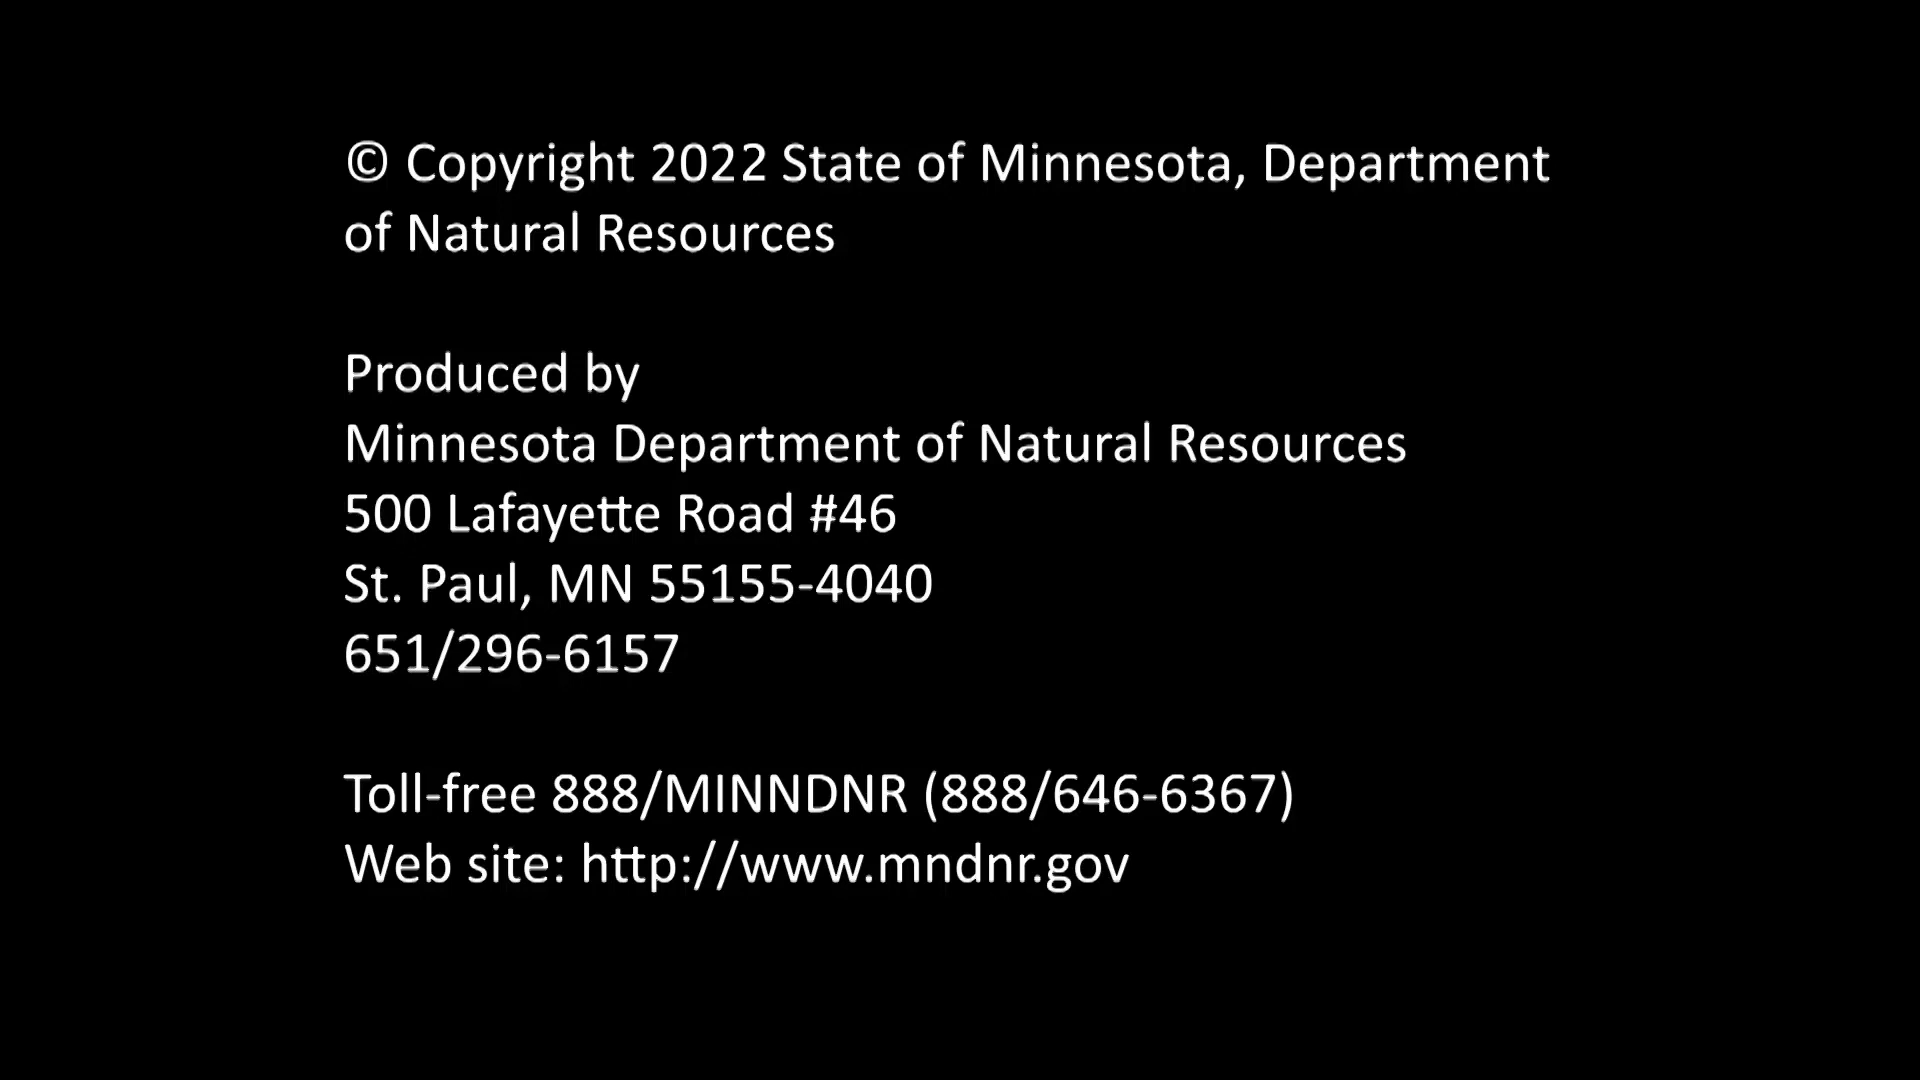 © Copyright 2022 State of Minnesota, Department
of Natural Resources
Produced by
Minnesota Department of Natural Resources
500 Lafayette Road #46
St. Paul, MN 55155-4040
651/296-6157
Toll-free 888/MINNDNR (888/646-6367)
Web site: http://www.mndnr.gov